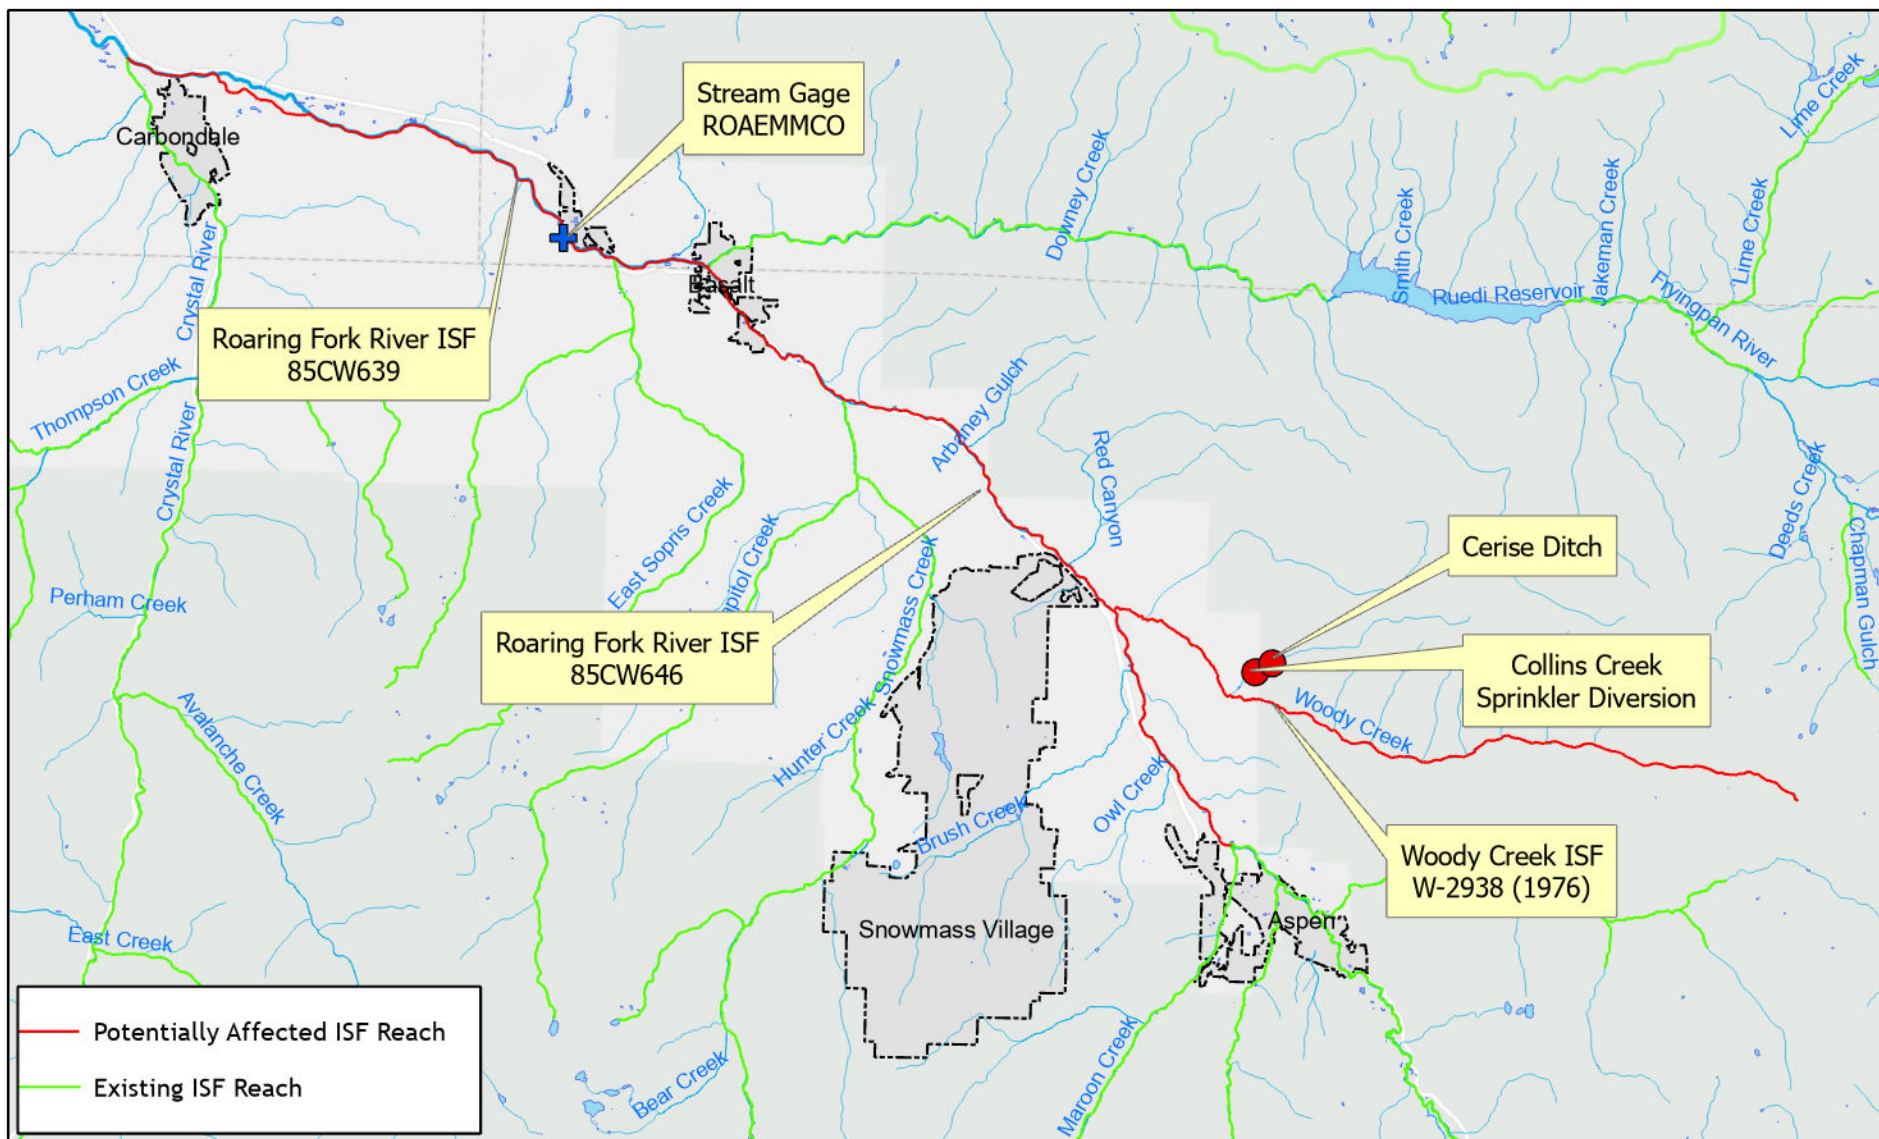 Stream Gage
ROAEMMCO
Carbondale
Lime Creek
Downey Creek
Smith Creek
Jakeman Creek
Lime Creek
Crystal River
Basalt
Ruedi Reservoir
Fryingpan River
Roaring Fork River ISF
85CW639
Thompson Creek
Arbaney Gulch
Crystal River
Red Canyon
Deeds Creek
Chapman Gulch
East Sopris Creek
Cerise Ditch
Perham Creek
apitol Creek
Snowmass Creek
Roaring Fork River ISF
85CW646
Collins Creek
Sprinkler Diversion
Avalanche Creek
Hunter Creek
Woody Creek
Owl Creek
Brush Creek
Woody Creek ISF
W-2938 (1976)
East Creek
Snowmass Village
Aspen
Potentially Affected ISF Reach
Existing ISF Reach
Bear Creek
Maroon Creek